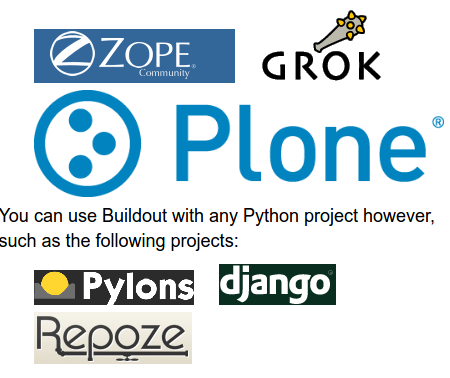 ZOPE®
Community
GROK
Plone®
You can use Buildout with any Python project however,
such as the following projects:
Pylons
django
Repoze